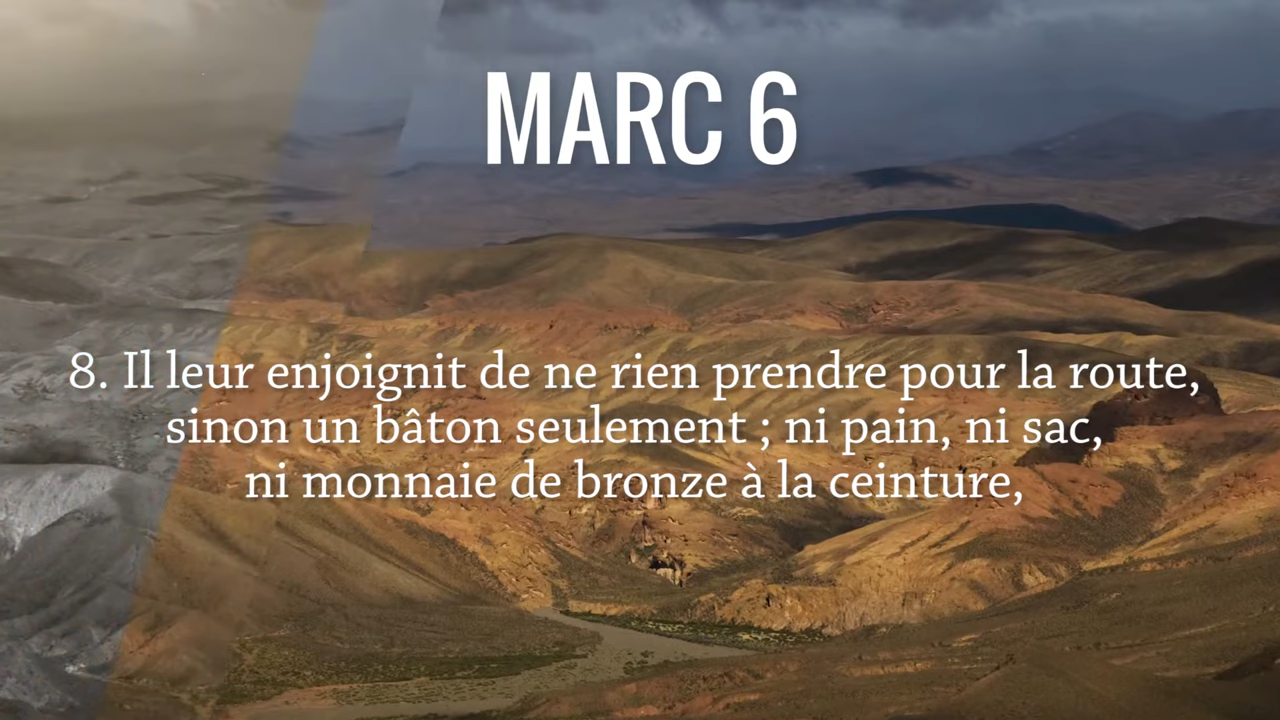 MARC 6
8. Il leur enjoignit de ne rien prendre pour la route,
sinon un bâton seulement ; ni pain, ni sac,
ni monnaie de bronze à la ceinture,